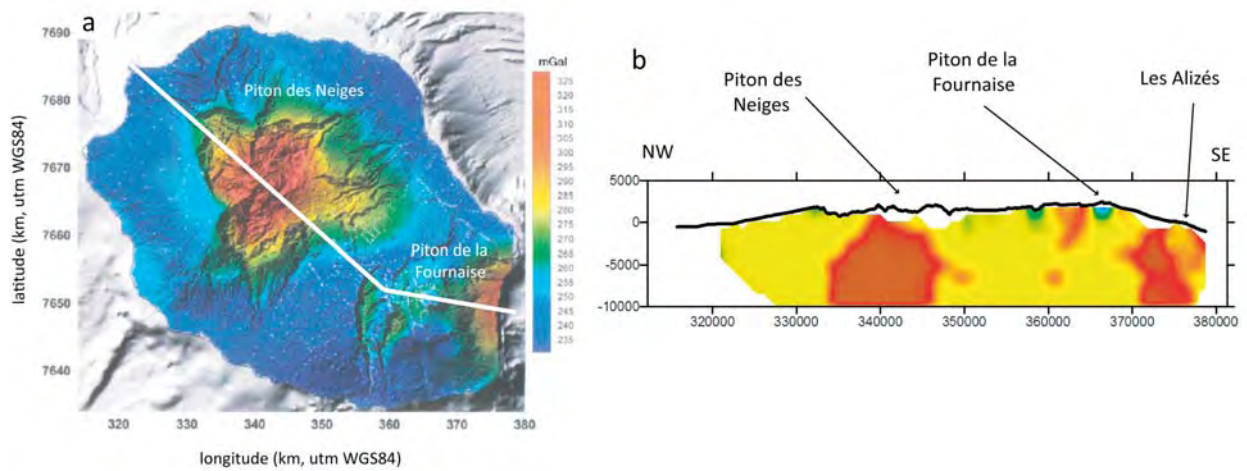 a
7690
7680
7670
7660
7650
7640
latitude (km, utm WGS84)
320
330
340
350
360
370
380
longitude (km, utm WGS84)
Piton des Neiges
Piton de la
Fournaise
mGal
325
320
315
310
305
300
295
290
285
280
275
270
265
260
255
250
245
240
235
b
Piton des
Neiges
Piton de la
Fournaise
Les Alizés
NW
SE
5000
0
-5000
-10000
320000
330000
340000
350000
360000
370000
380000